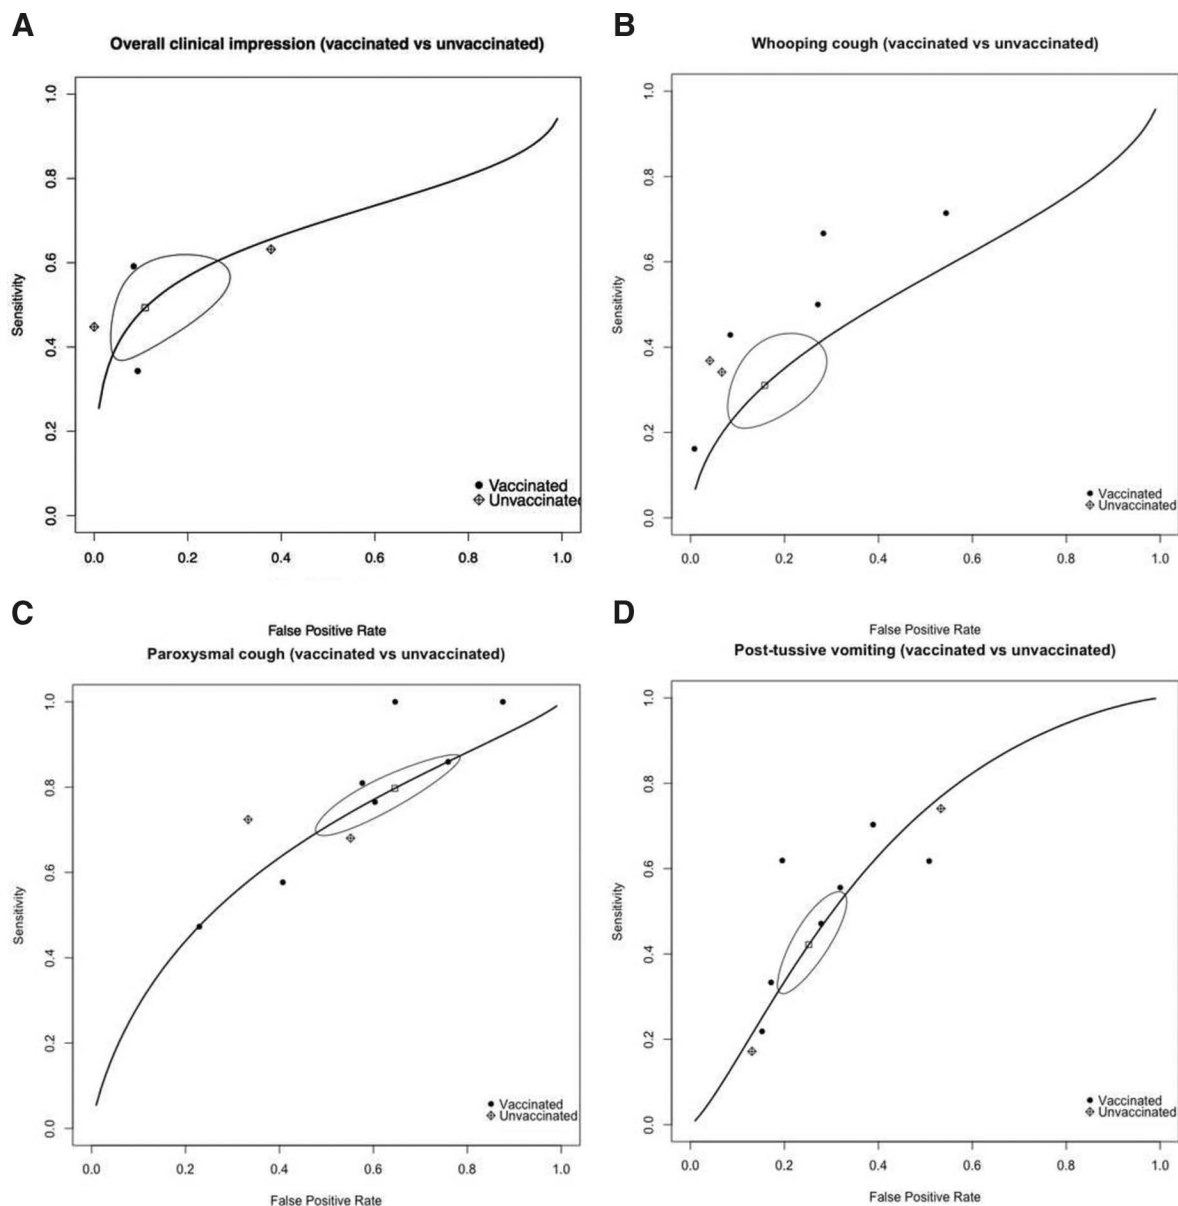 A
Overall clinical impression (vaccinated vs unvaccinated)
Sensitivity
1.0
0.8
0.6
0.4
0.2
0.0
Vaccinated
Unvaccinated
0.0 0.2 0.4 0.6 0.8 1.0
False Positive Rate
B
Whooping cough (vaccinated vs unvaccinated)
Sensitivity
1.0
0.8
0.6
0.4
0.2
0.0
Vaccinated
Unvaccinated
0.0 0.2 0.4 0.6 0.8 1.0
False Positive Rate
C
Paroxysmal cough (vaccinated vs unvaccinated)
Sensitivity
1.0
0.8
0.6
0.4
0.2
0.0
Vaccinated
Unvaccinated
0.0 0.2 0.4 0.6 0.8 1.0
False Positive Rate
D
Post-tussive vomiting (vaccinated vs unvaccinated)
Sensitivity
1.0
0.8
0.6
0.4
0.2
0.0
Vaccinated
Unvaccinated
0.0 0.2 0.4 0.6 0.8 1.0
False Positive Rate